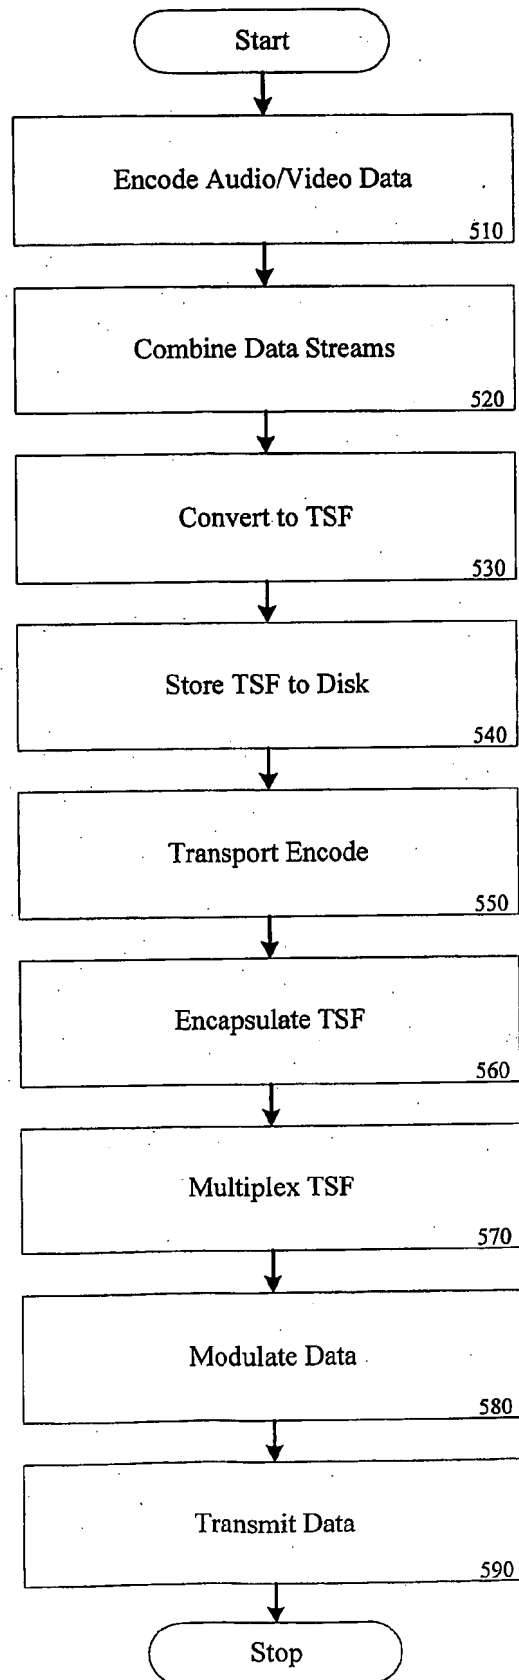 Start
Encode Audio/Video Data
510
Combine Data Streams
520
Convert to TSF
530
Store TSF to Disk
540
Transport Encode
550
Encapsulate TSF
560
Multiplex TSF
570
Modulate Data
580
Transmit Data
590
Stop